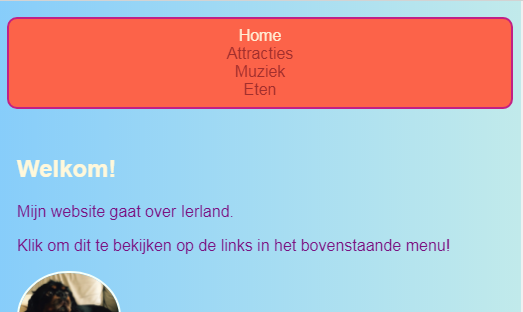 Home
Attracties
Muziek
Eten
Welkom!
Mijn website gaat over Ierland.
Klik om dit te bekijken op de links in het bovenstaande menu!